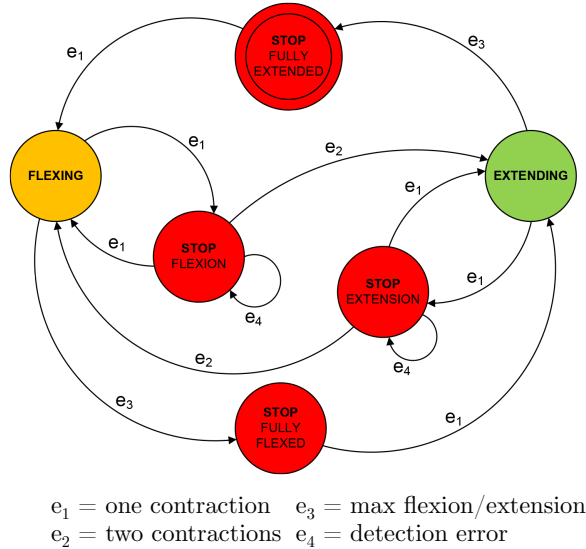 STOP
FULLY
EXTENDED
e1
e3
e1
e2
FLEXING
EXTENDING
e1
e1
STOP
FLEXION
STOP
EXTENSION
e1
e4
e2
e4
e3
STOP
FULLY
FLEXED
e1
e1 = one contraction e3 = max flexion/extension
e2 = two contractions e4 = detection error